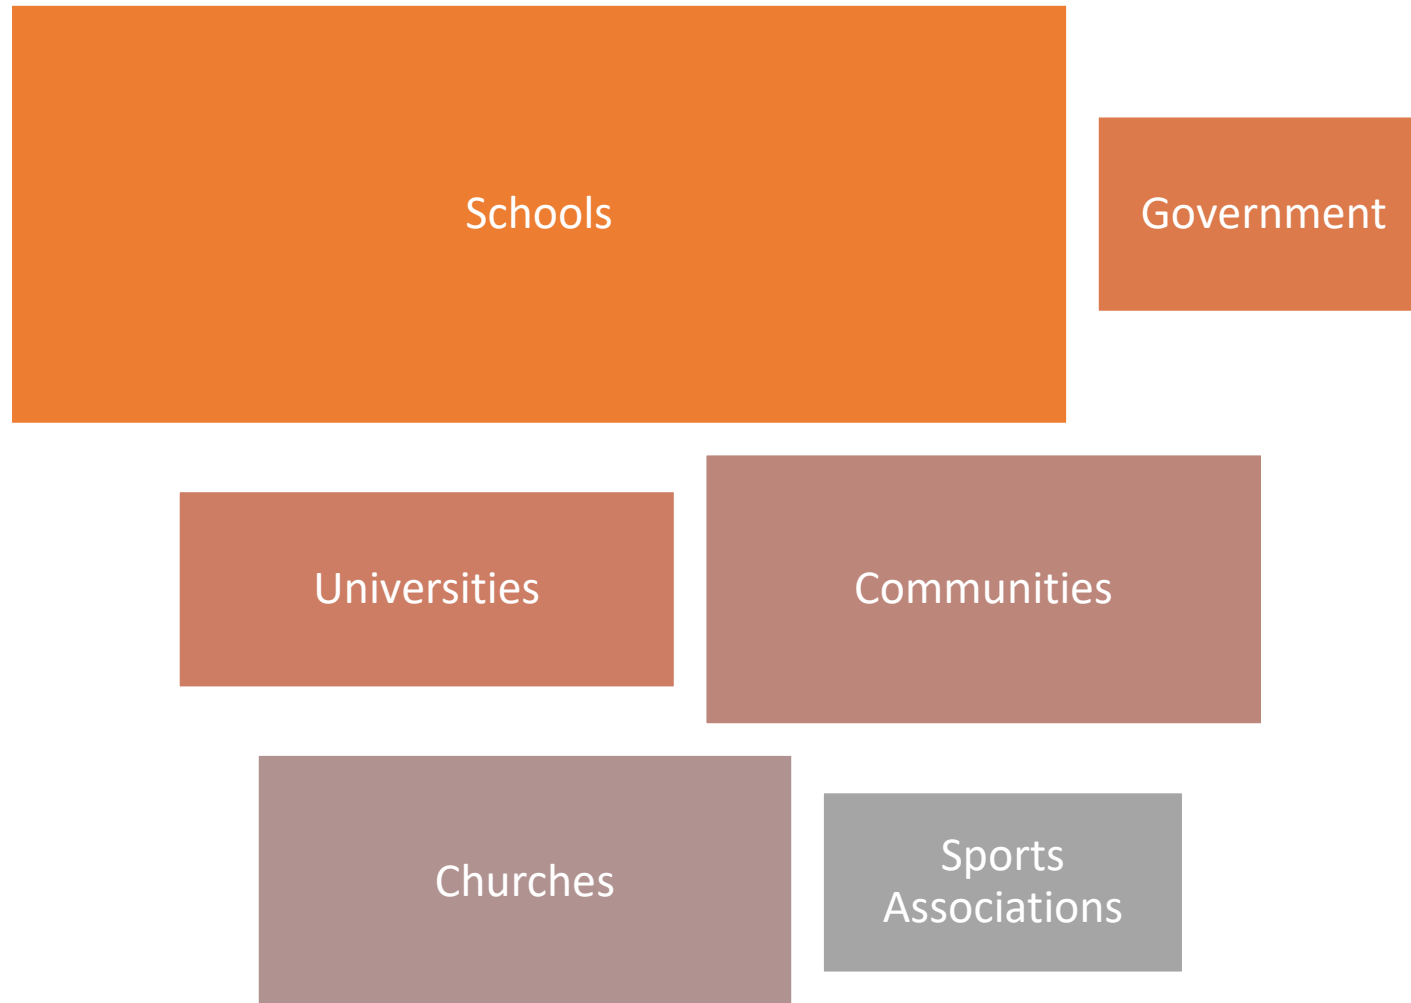 Schools
Government
Universities
Communities
Churches
Sports
Associations